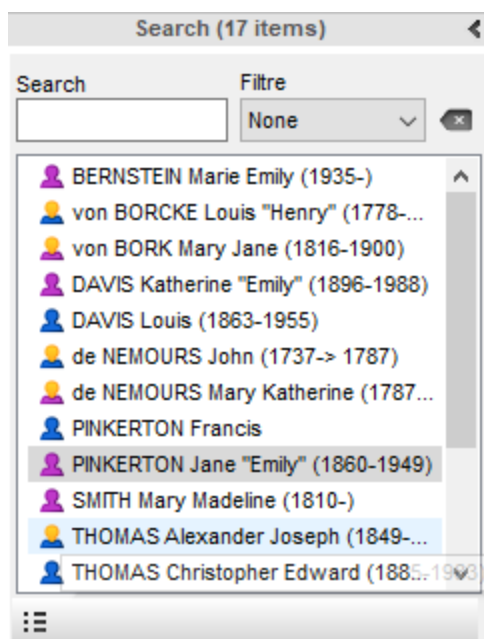 Search (17 items)
Search
Filtre
None
BERNSTEIN Marie Emily (1935-)
von BORCKE Louis "Henry" (1778-...
von BORK Mary Jane (1816-1900)
DAVIS Katherine "Emily" (1896-1988)
DAVIS Louis (1863-1955)
de NEMOURS John (1737-> 1787)
de NEMOURS Mary Katherine (1787...
PINKERTON Francis
PINKERTON Jane "Emily" (1860-1949)
SMITH Mary Madeline (1810-)
THOMAS Alexander Joseph (1849-...
THOMAS Christopher Edward (1885-1993)